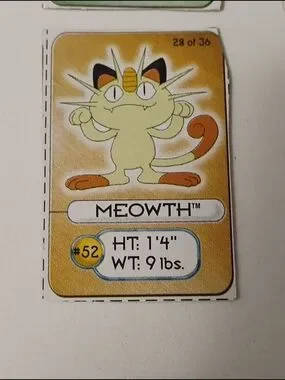 28 of 36
MEOWTH™
#52
HT: 1'4"
WT: 9 lbs.